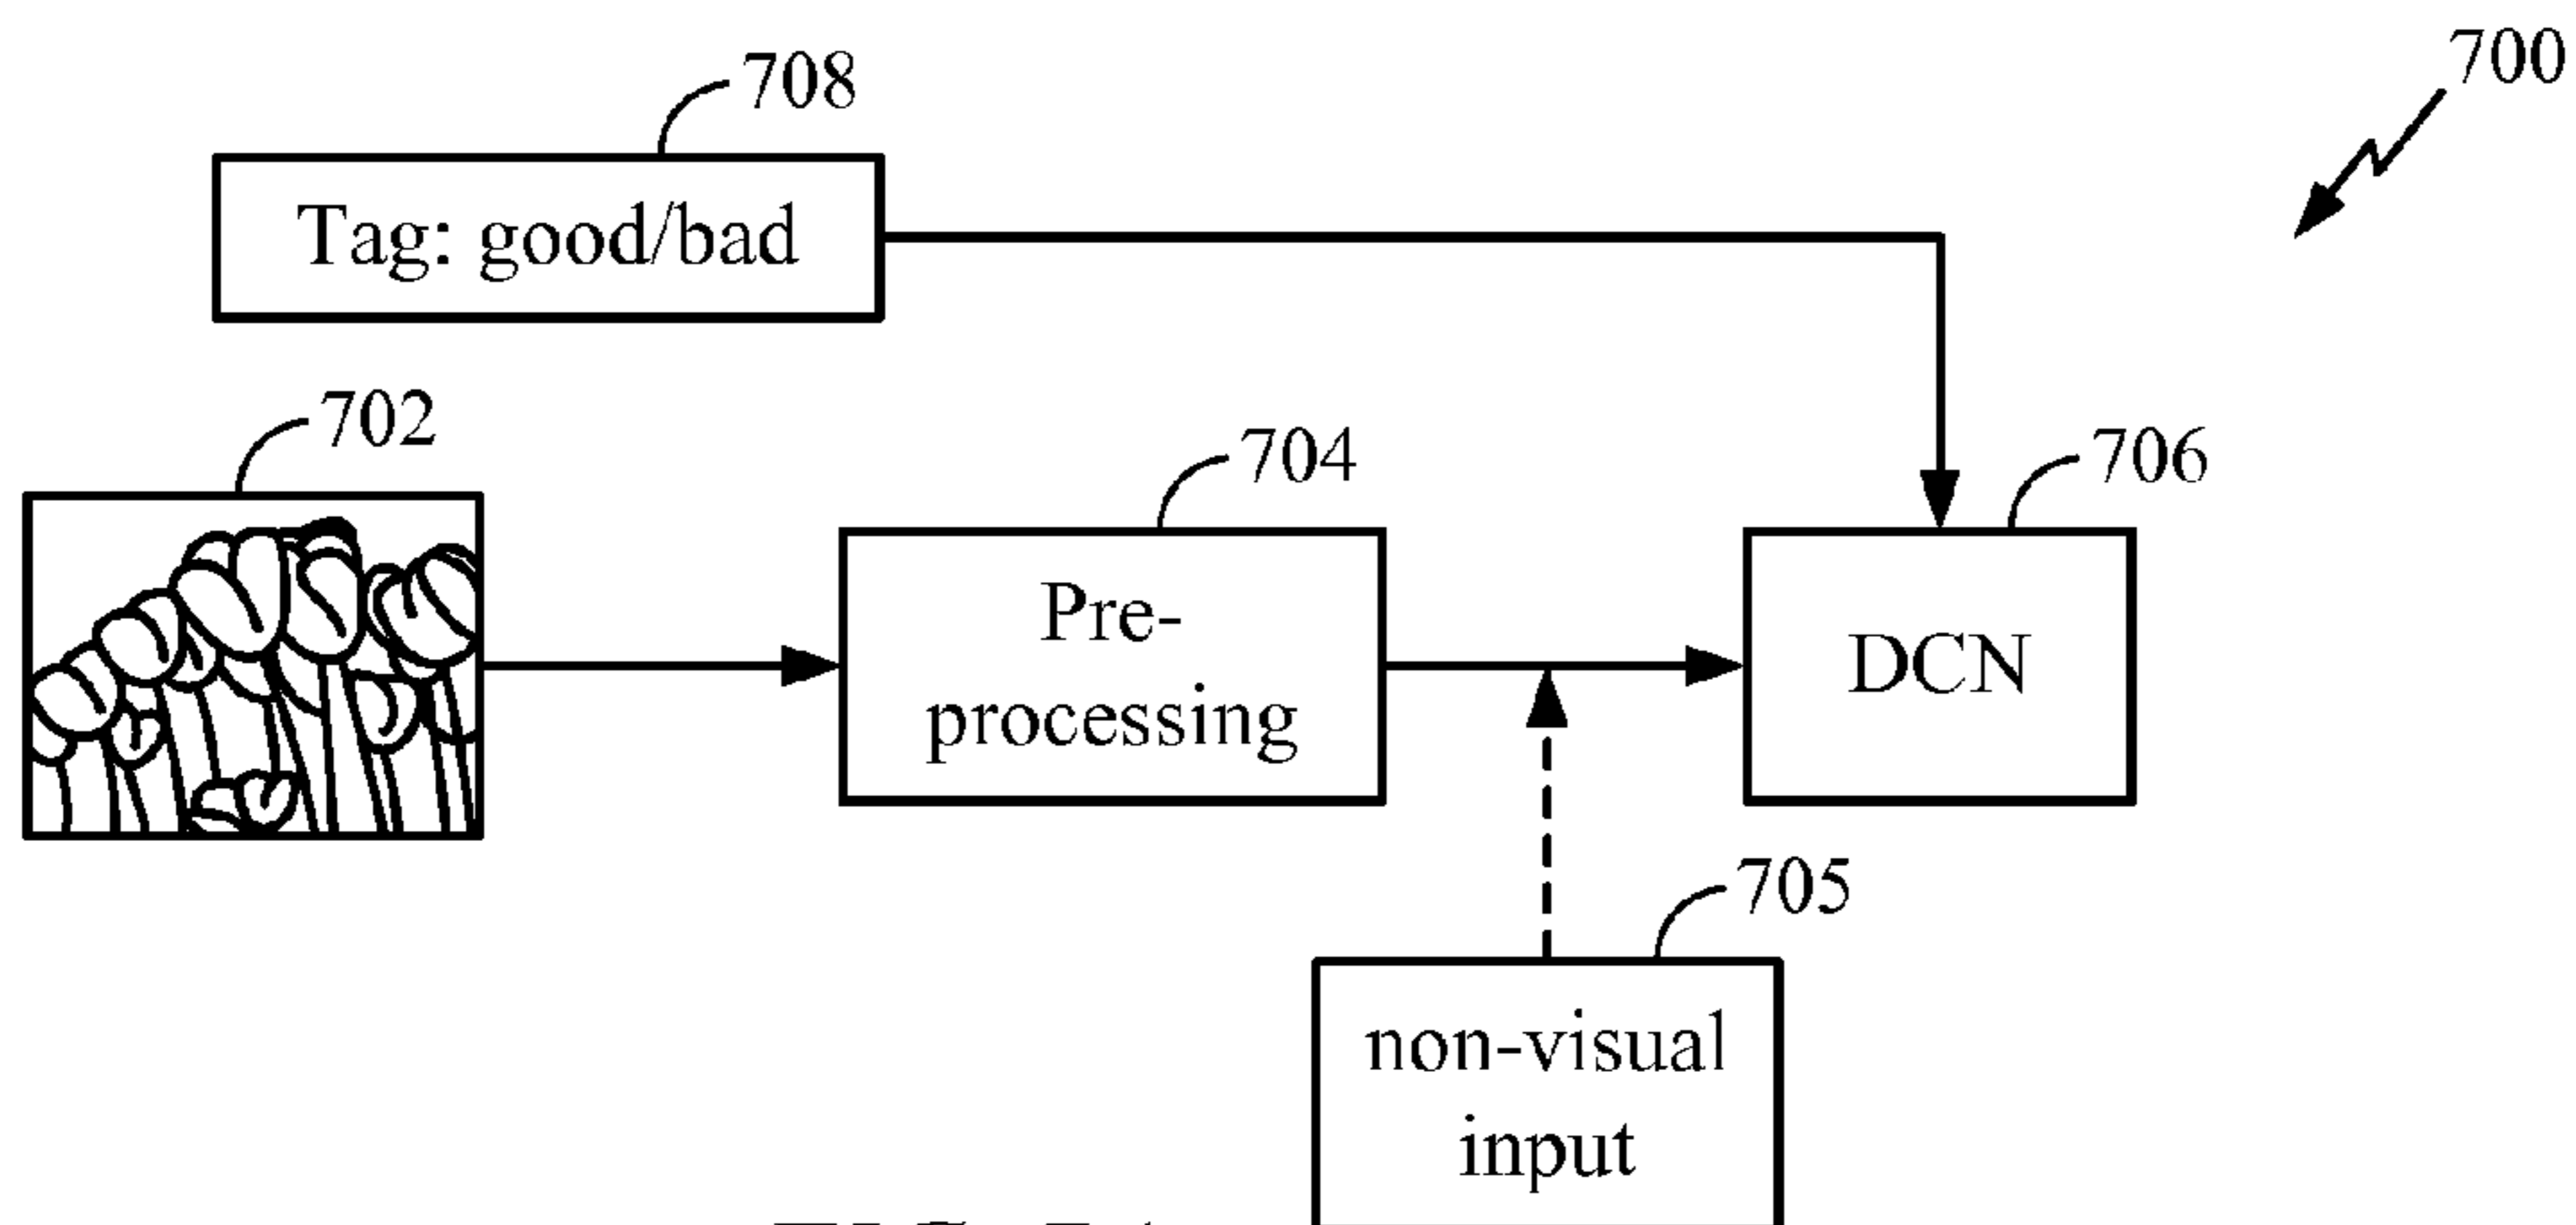 708
700
Tag: good/bad
702
704
706
Pre-
processing
DCN
705
non-visual
input